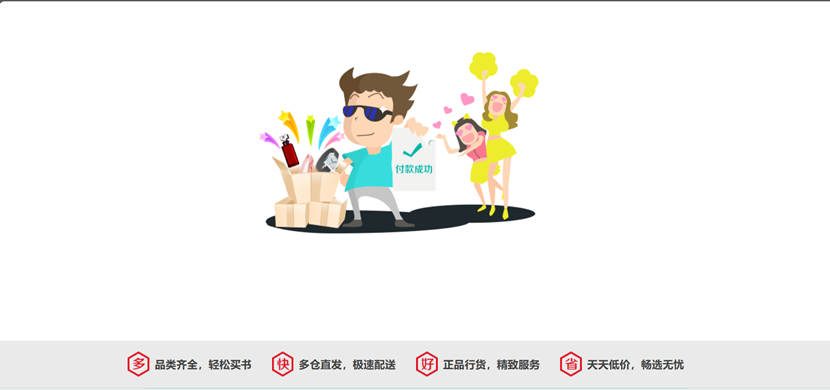 付款成功
多 品类齐全，轻松买书 快 多仓直发，极速配送 好 正品行货，精致服务 省 天天低价，畅选无忧